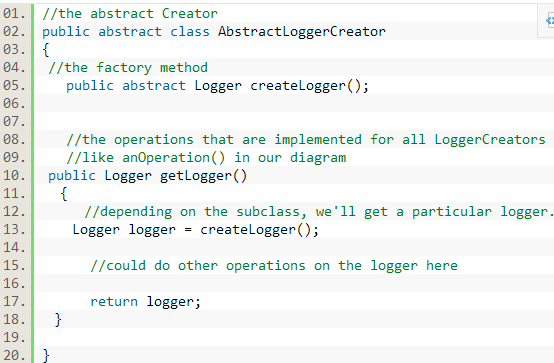 01. //the abstract Creator
02. public abstract class AbstractLoggerCreator
03. {
04. //the factory method
05. public abstract Logger createLogger();
06.
07.
08. //the operations that are implemented for all LoggerCreators
09. //like anOperation() in our diagram
10. public Logger getLogger()
11. {
12. //depending on the subclass, we'll get a particular logger.
13. Logger logger = createLogger();
14.
15. //could do other operations on the logger here
16.
17. return logger;
18. }
19.
20. }